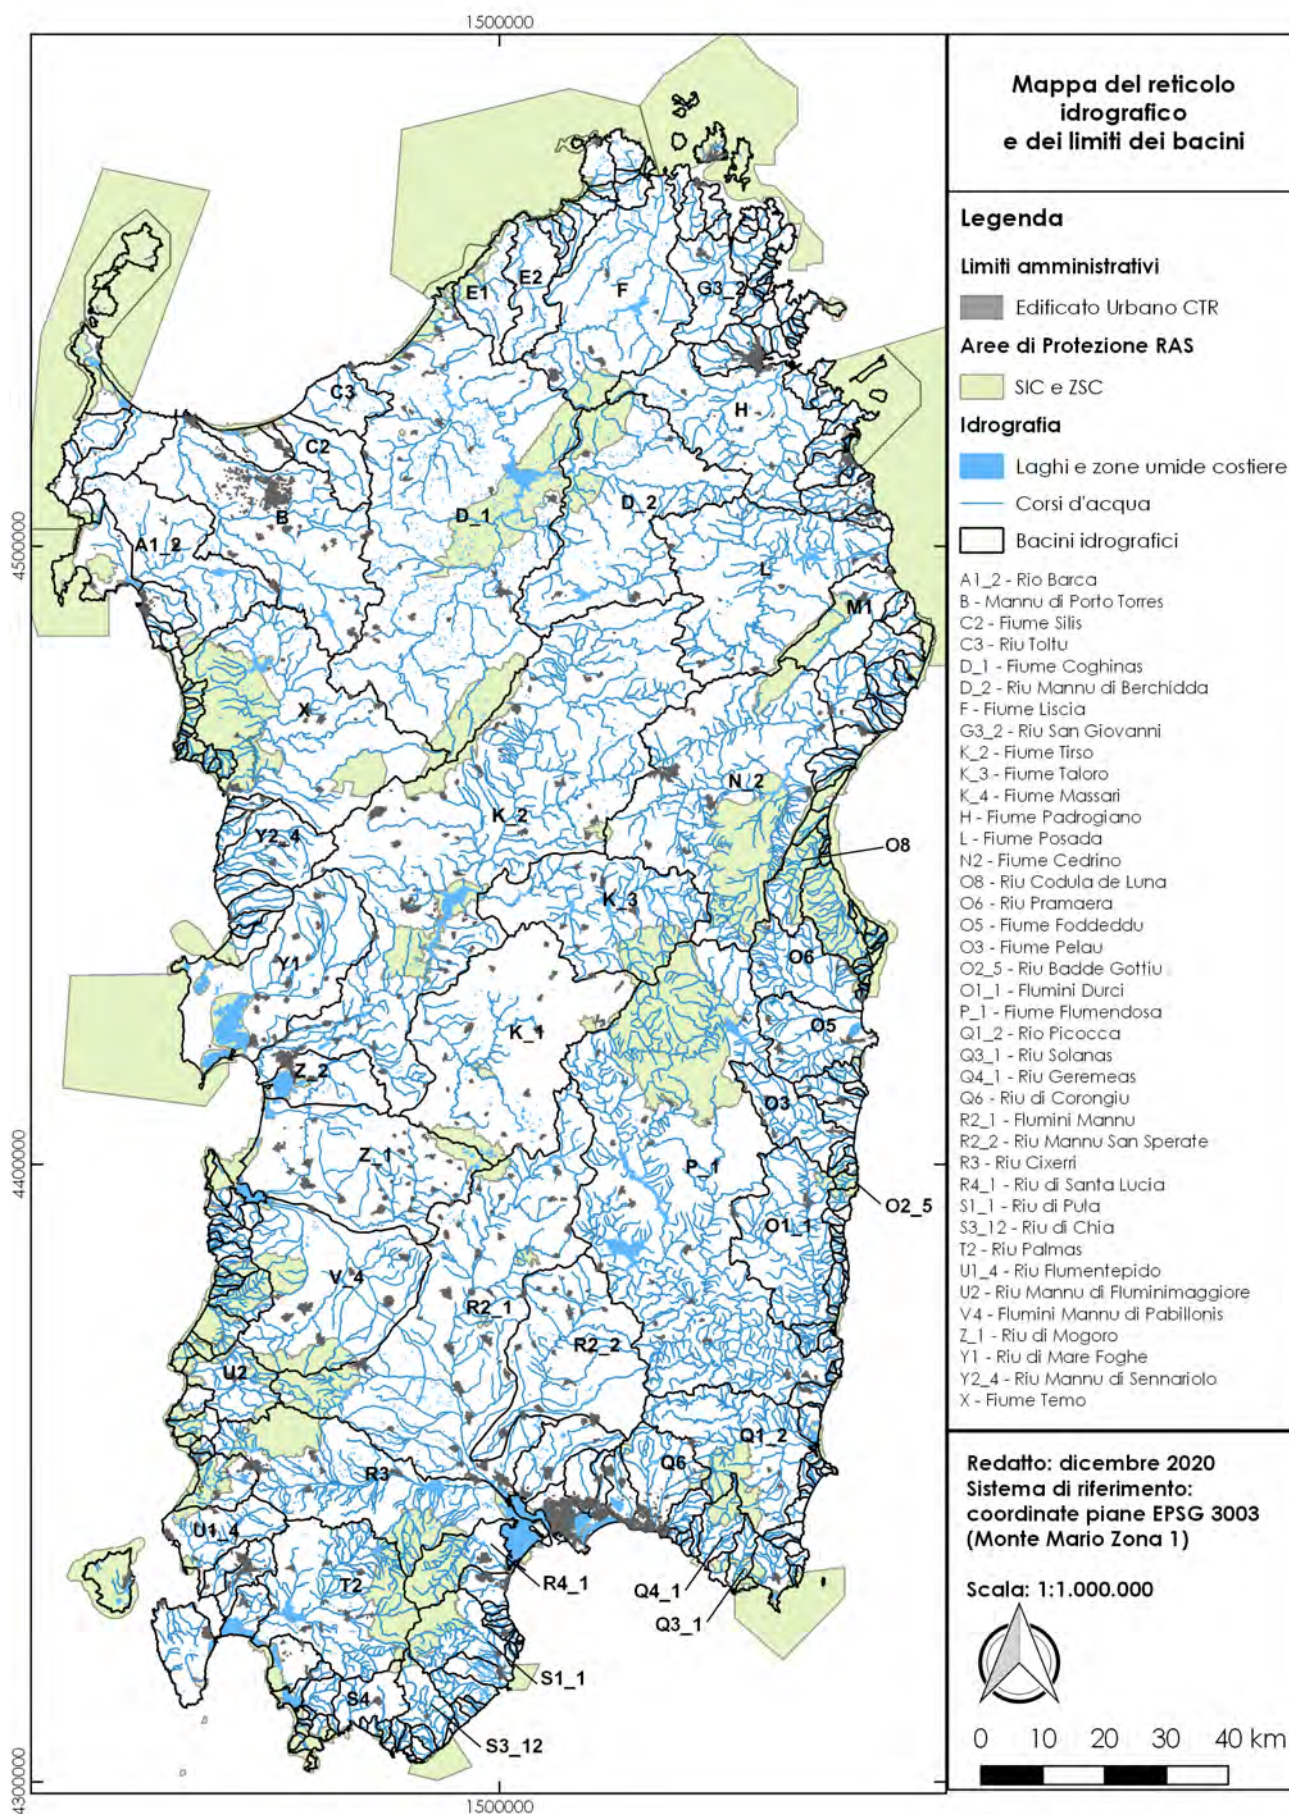 1500000
Mappa del reticolo
idrografico
e dei limiti dei bacini
Legenda
Limiti amministrativi
Edificato Urbano CTR
Aree di Protezione RAS
SIC e ZSC
Idrografia
Laghi e zone umide costiere
Corsi d'acqua
Bacini idrografici
A1_2 - Rio Barca
B - Mannu di Porto Torres
C2 - Fiume Silis
C3 - Riu Toltu
D_1 - Fiume Coghinas
D_2 - Riu Mannu di Berchidda
F - Fiume Liscia
G3_2 - Riu San Giovanni
K_2 - Fiume Tirso
K_3 - Fiume Taloro
K_4 - Fiume Massari
H - Fiume Padrogiano
L - Fiume Posada
N2 - Fiume Cedrino
O8 - Riu Codula de Luna
O6 - Riu Pramaera
O5 - Fiume Foddeddu
O3 - Fiume Pelau
O2_5 - Riu Badde Gottiu
O1_1 - Flumini Durci
P_1 - Fiume Flumendosa
Q1_2 - Rio Picocca
Q3_1 - Riu Solanas
Q4_1 - Riu Geremeas
Q6 - Riu di Corongiu
R2_1 - Flumini Mannu
R2_2 - Riu Mannu San Sperate
R3 - Riu Cixerri
R4_1 - Riu di Santa Lucia
S1_1 - Riu di Pula
S3_12 - Riu di Chia
T2 - Riu Palmas
U1_4 - Riu Flumentepido
U2 - Riu Mannu di Fluminimaggiore
V4 - Flumini Mannu di Pabillonis
Z_1 - Riu di Mogoro
Y1 - Riu di Mare Foghe
Y2_4 - Riu Mannu di Sennariolo
X - Fiume Temo
Redatto: dicembre 2020
Sistema di riferimento:
coordinate piane EPSG 3003
(Monte Mario Zona 1)
Scala: 1:1.000.000
0 10 20 30 40 km
E1
E2
F
G3_2
C3
H
C2
B
D_1
D_2
A1_2
L
M1
X
N_2
K_2
Y2_4
O8
K_3
Y1
O6
K_1
O5
Z_2
O3
Z_1
P_1
O2_5
O1_1
V_4
R2_1
R2_2
U2
Q1_2
Q6
R3
U1_4
T2
R4_1
Q4_1
Q3_1
S1_1
S4
S3_12
4500000
4400000
4300000
1500000